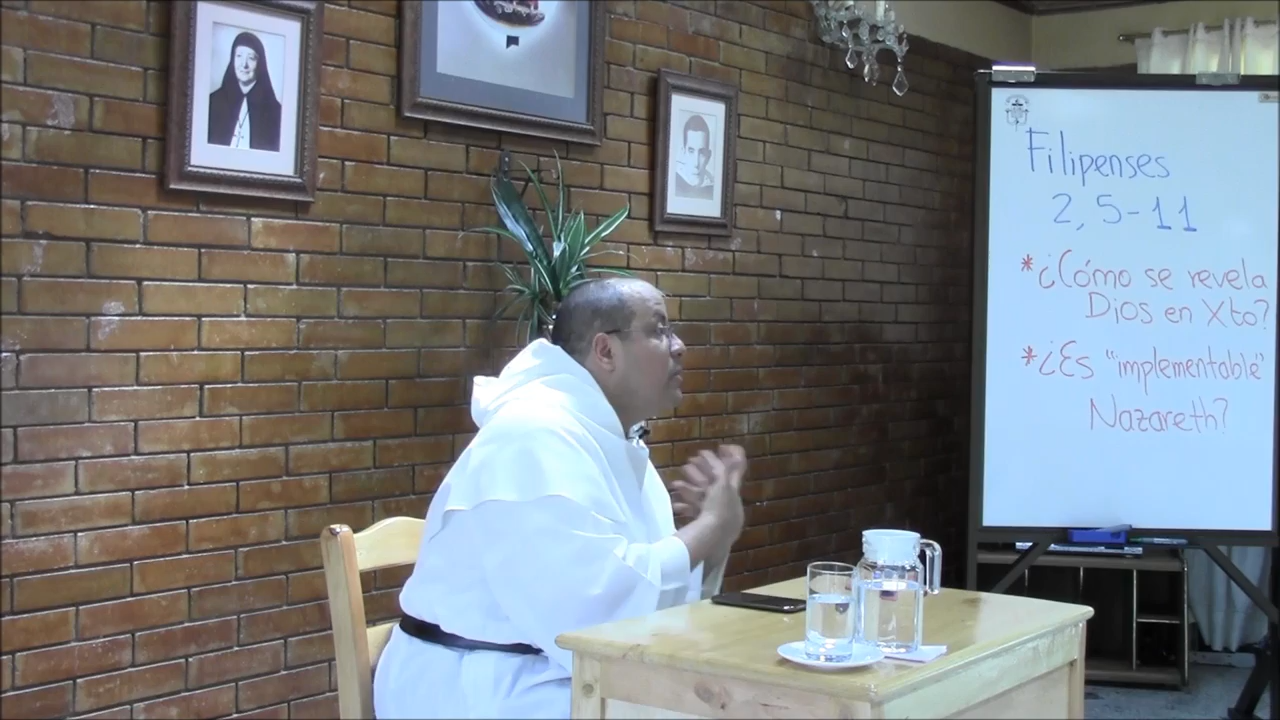 Filipenses
2, 5-11
*¿Cómo se revela
Dios en Xto?
*¿Es "implementable"
Nazareth?